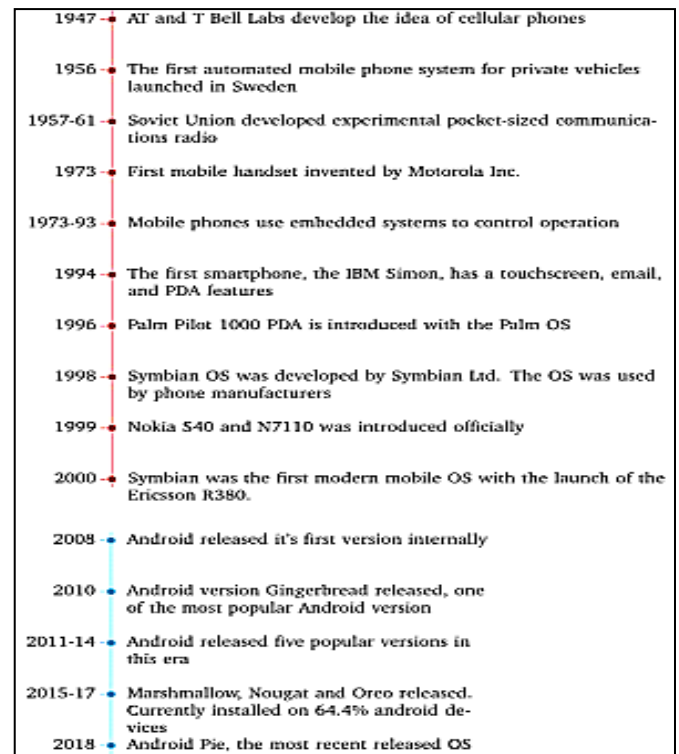 1947 AT and T Bell Labs develop the idea of cellular phones
1956 The first automated mobile phone system for private vehicles
launched in Sweden
1957-61 Soviet Union developed experimental pocket-sized communica-
tions radio
1973 First mobile handset invented by Motorola Inc.
1973-93 Mobile phones use embedded systems to control operation
1994 The first smartphone, the IBM Simon, has a touchscreen, email,
and PDA features
1996 Palm Pilot 1000 PDA is introduced with the Palm OS
1998 Symbian OS was developed by Symbian Ltd. The OS was used
by phone manufacturers
1999 Nokia S40 and N7110 was introduced officially
2000 Symbian was the first modern mobile OS with the launch of the
Ericsson R380.
2008 Android released it's first version internally
2010 Android version Gingerbread released, one
of the most popular Android version
2011-14 Android released five popular versions in
this era
2015-17 Marshmallow, Nougat and Oreo released.
Currently installed on 64.4% android de-
vices
2018 Android Pie, the most recent released OS